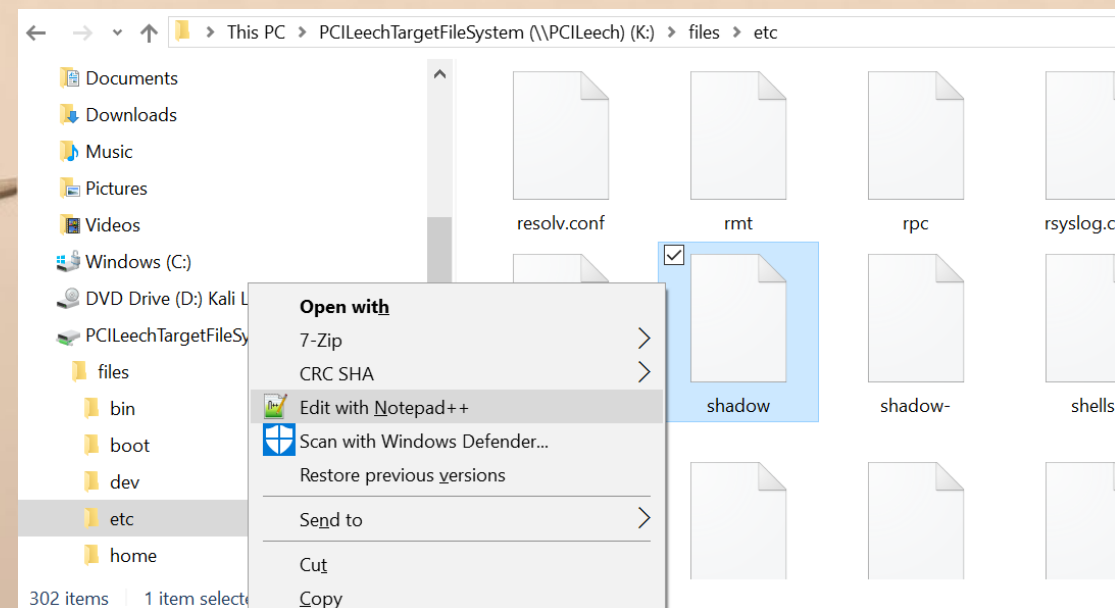 This PC > PCILeechTargetFileSystem (\\PCILeech) (K:) > files > etc
Documents
Downloads
Music
Pictures
Videos
Windows (C:)
DVD Drive (D:) Kali L
PCILeechTargetFileSy
files
bin
boot
dev
etc
home
302 items
1 item selecte
resolv.conf
rmt
rpc
rsyslog.c
shadow
shadow-
shells
Open with
7-Zip
CRC SHA
Edit with Notepad++
Scan with Windows Defender...
Restore previous versions
Send to
Cut
Copy